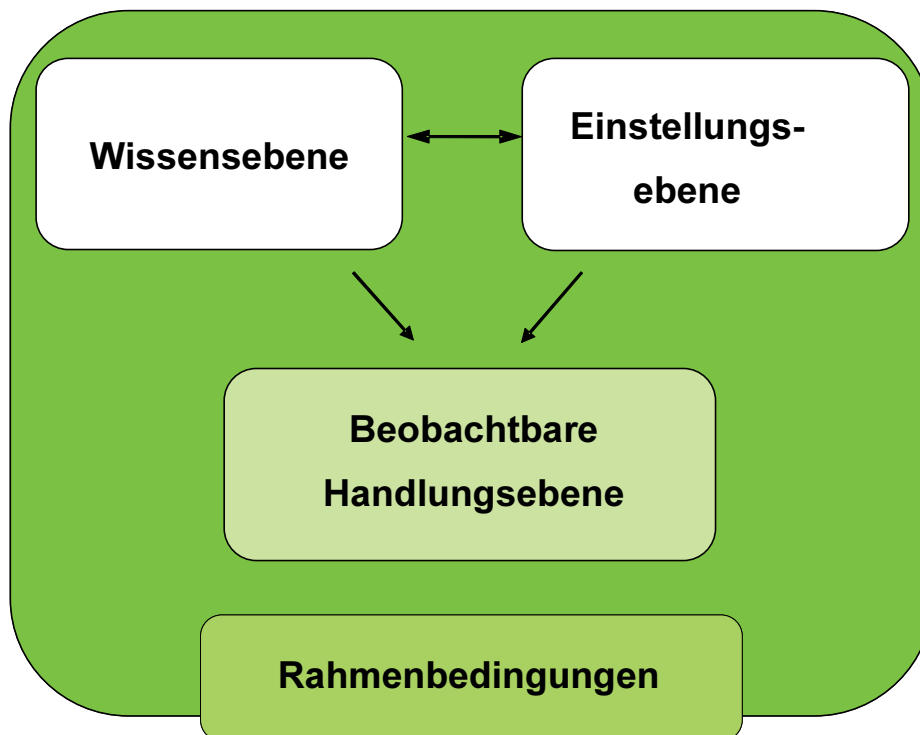 Wissensebene
Einstellungs-
ebene
Beobachtbare
Handlungsebene
Rahmenbedingungen